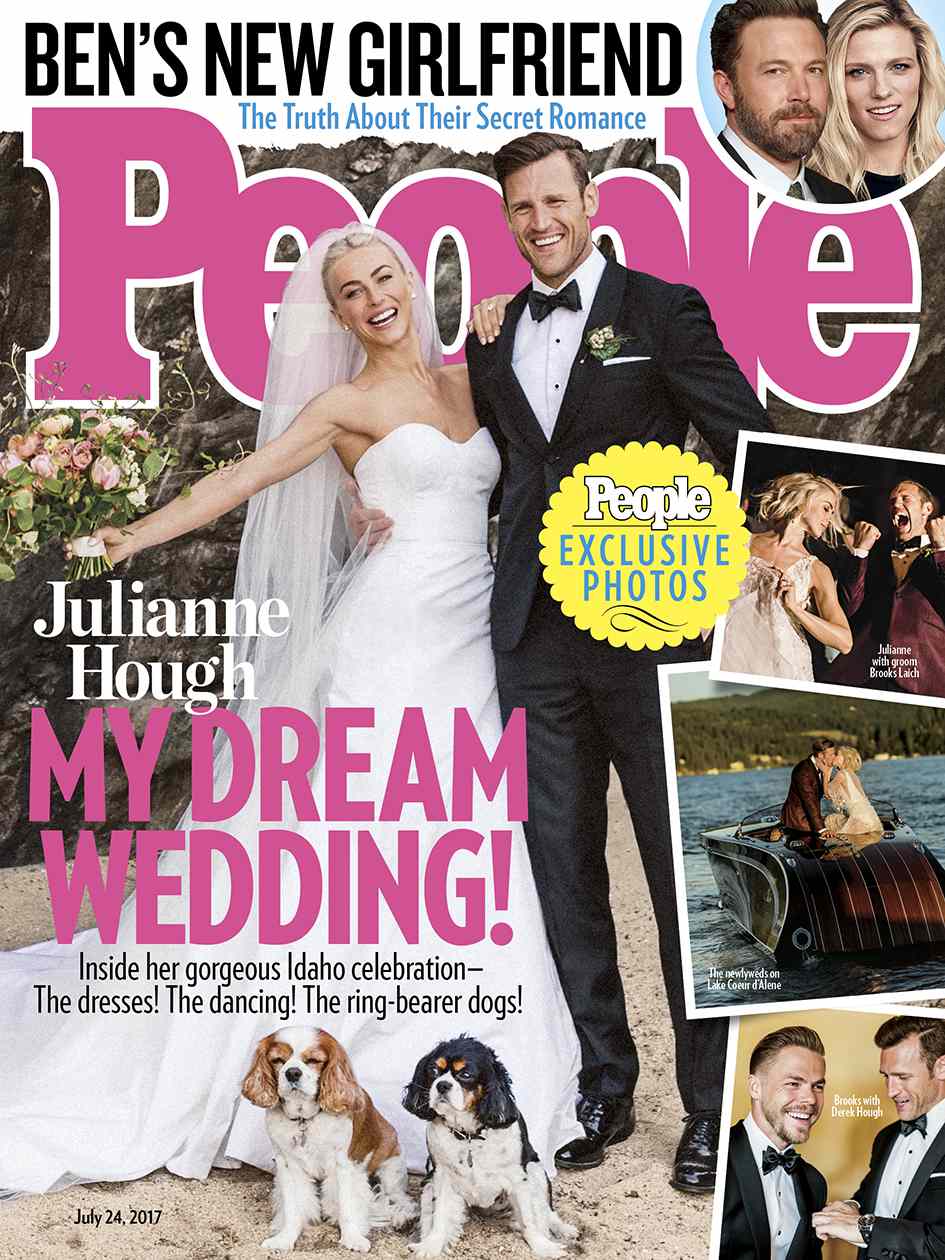 BEN'S NEW GIRLFRIEND
The Truth About Their Secret Romance
People
People
EXCLUSIVE
PHOTOS
Julianne
with groom
Brooks Laich
Julianne
Hough
MY DREAM
WEDDING!
Inside her gorgeous Idaho celebration–
The dresses! The dancing! The ring-bearer dogs!
The newlyweds on
Lake Coeur d'Alene
Brooks with
Derek Hough
July 24, 2017